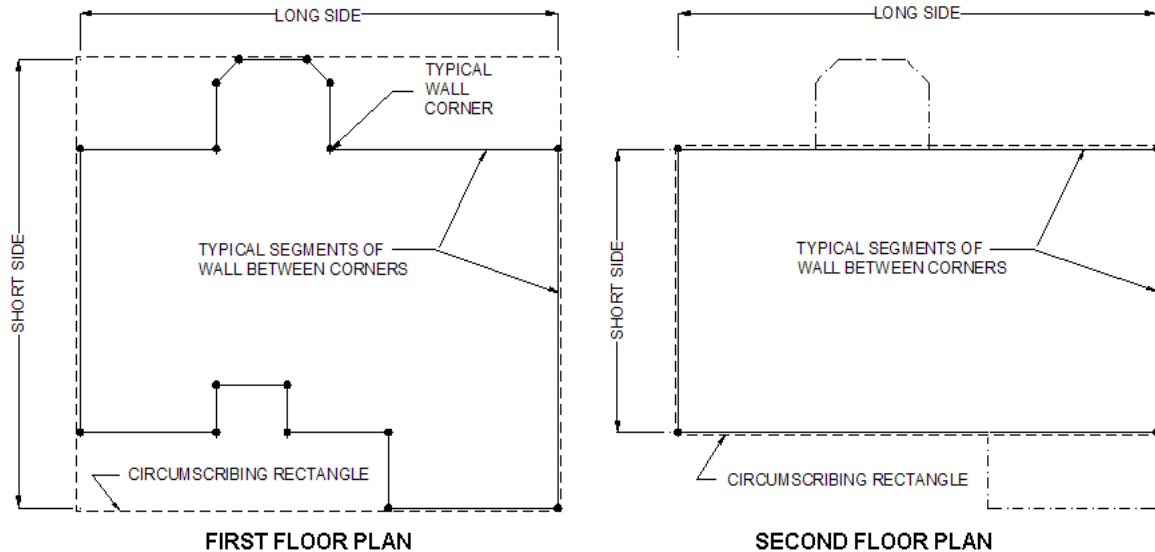 LONG SIDE
TYPICAL
WALL
CORNER
SHORT SIDE
TYPICAL SEGMENTS OF
WALL BETWEEN CORNERS
CIRCUMSCRIBING RECTANGLE
FIRST FLOOR PLAN
LONG SIDE
SHORT SIDE
TYPICAL SEGMENTS OF
WALL BETWEEN CORNERS
CIRCUMSCRIBING RECTANGLE
SECOND FLOOR PLAN